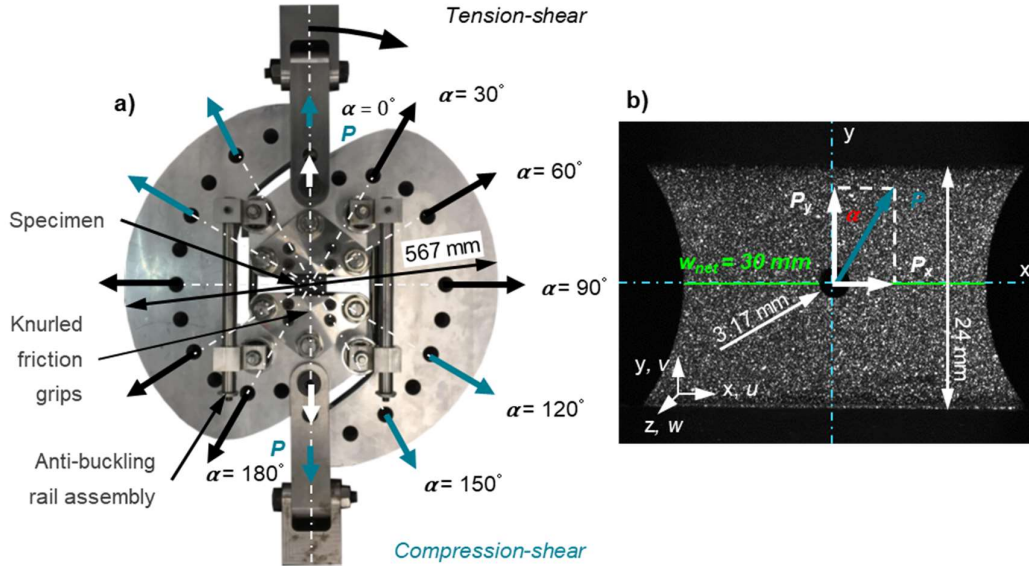 Tension-shear
a)
α = 0°
P
α = 30°
α = 60°
Specimen
567 mm
α = 90°
Knurled
friction
grips
α = 120°
Anti-buckling
rail assembly
α = 180°
P
α = 150°
Compression-shear
b)
y
Py
α
P
wnet = 30 mm
Px
x
3.17 mm
24 mm
y, v
x, u
z, w